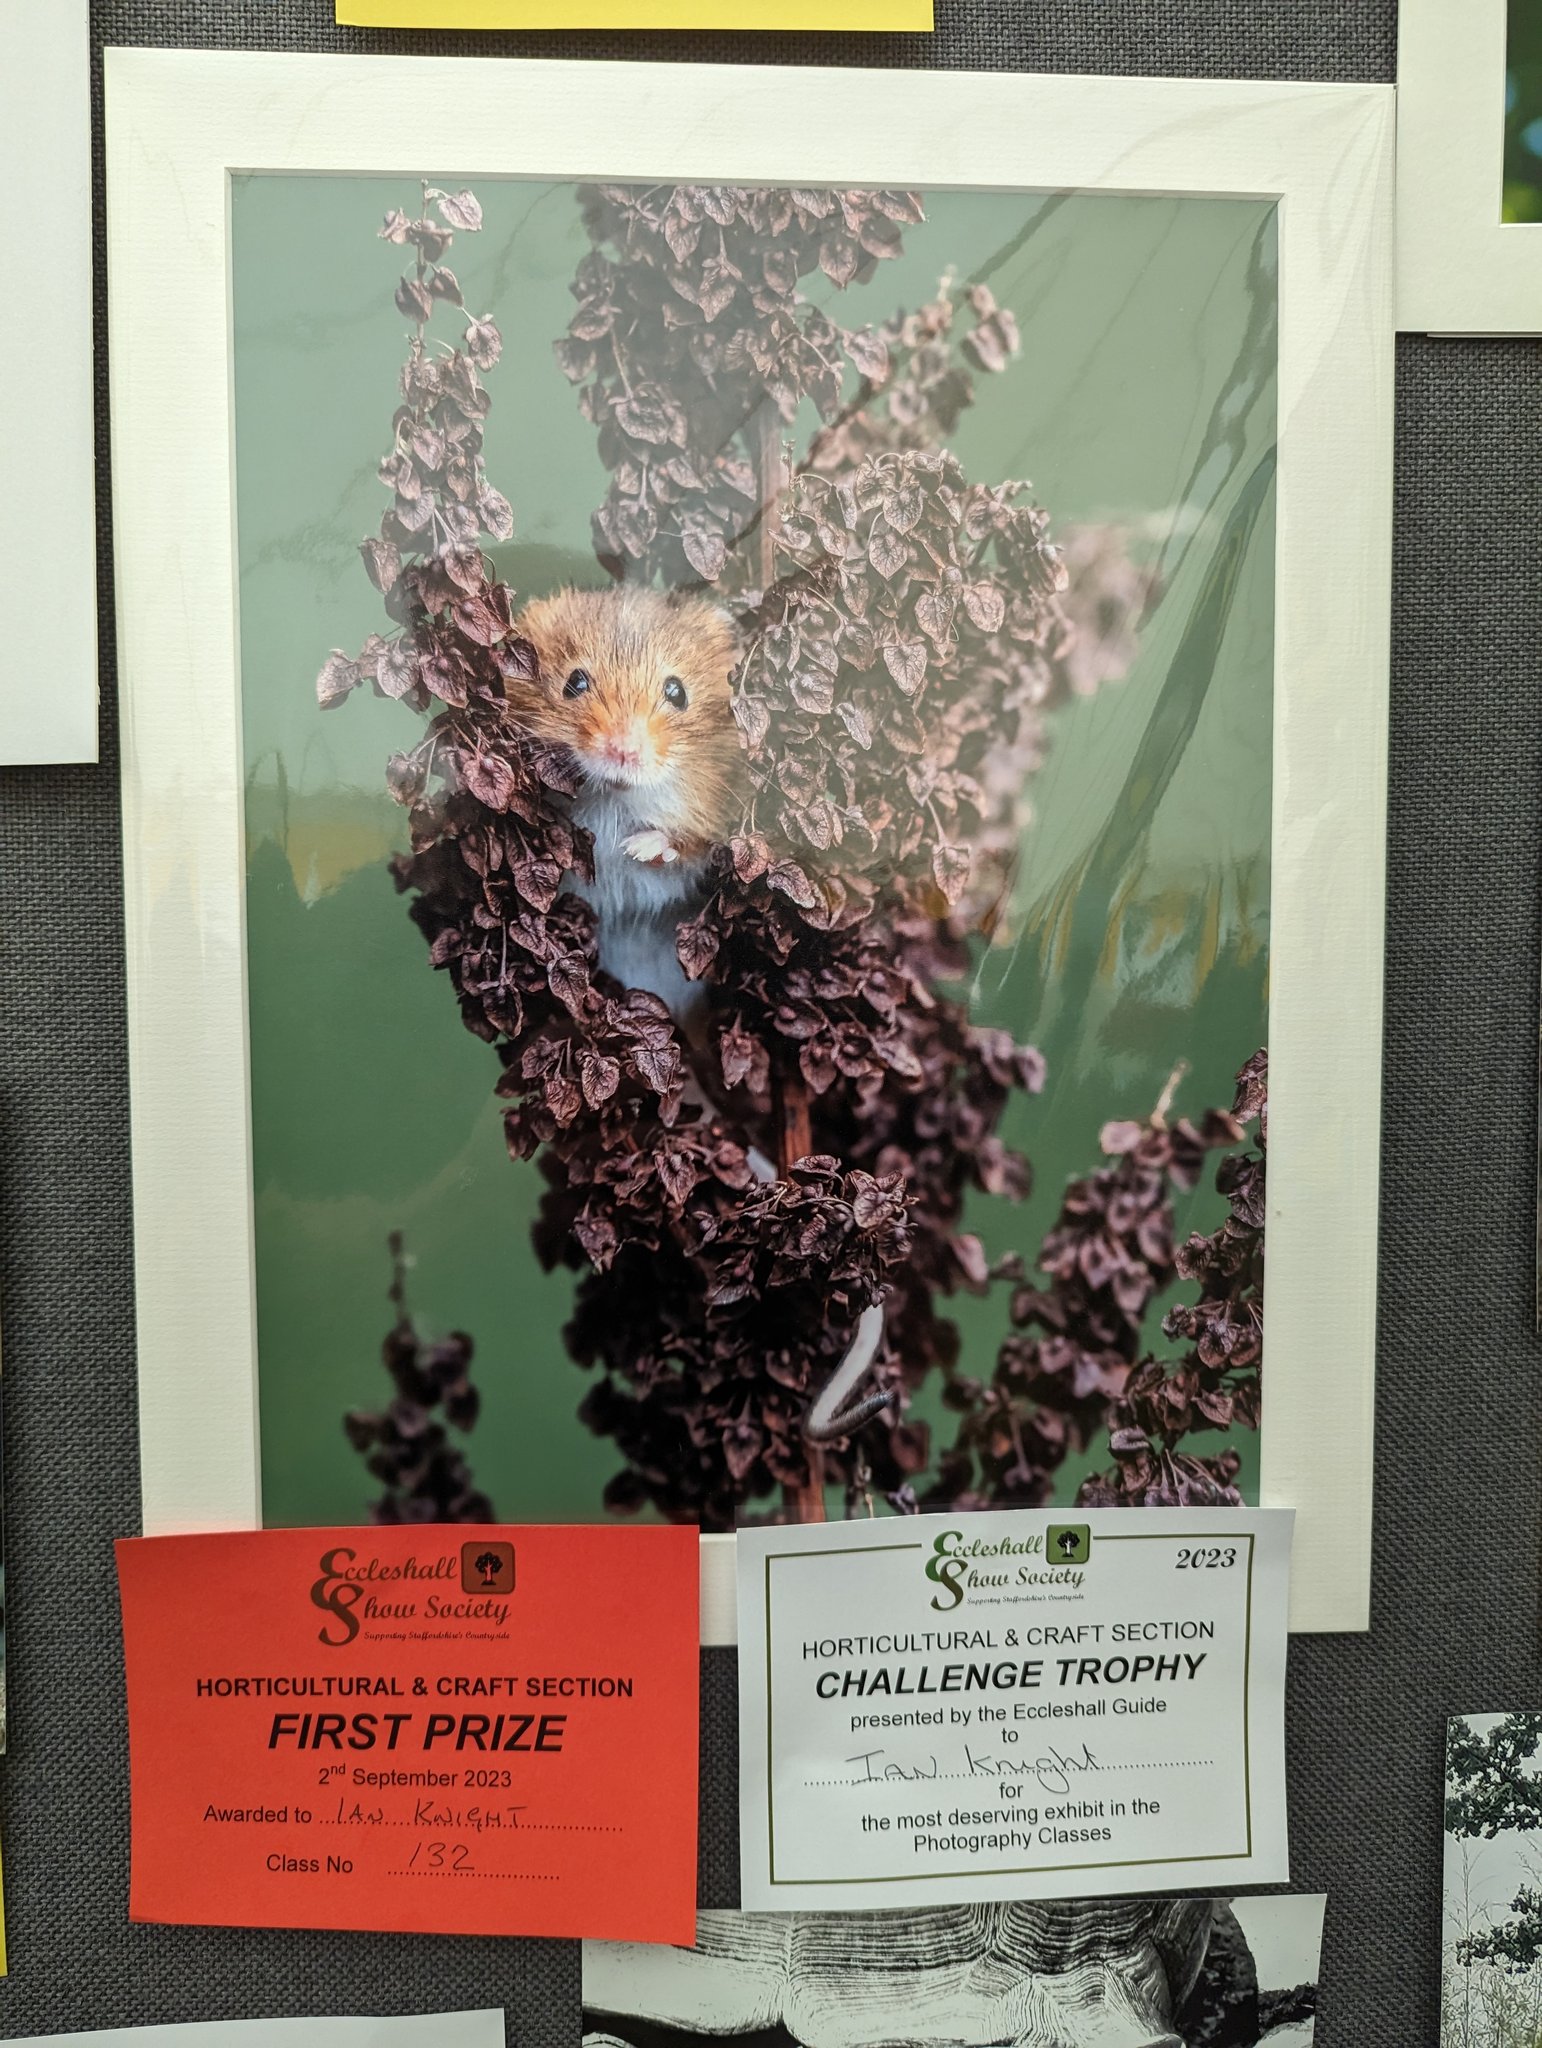 Eccleshall
Show Society
Supporting Staffordshire's Countryside
HORTICULTURAL & CRAFT SECTION
FIRST PRIZE
2nd September 2023
Awarded to IAN KNIGHT
Class No 132
Eccleshall
Show Society
Supporting Staffordshire's Countryside
2023
HORTICULTURAL & CRAFT SECTION
CHALLENGE TROPHY
presented by the Eccleshall Guide
to
IAN Knight
for
the most deserving exhibit in the
Photography Classes